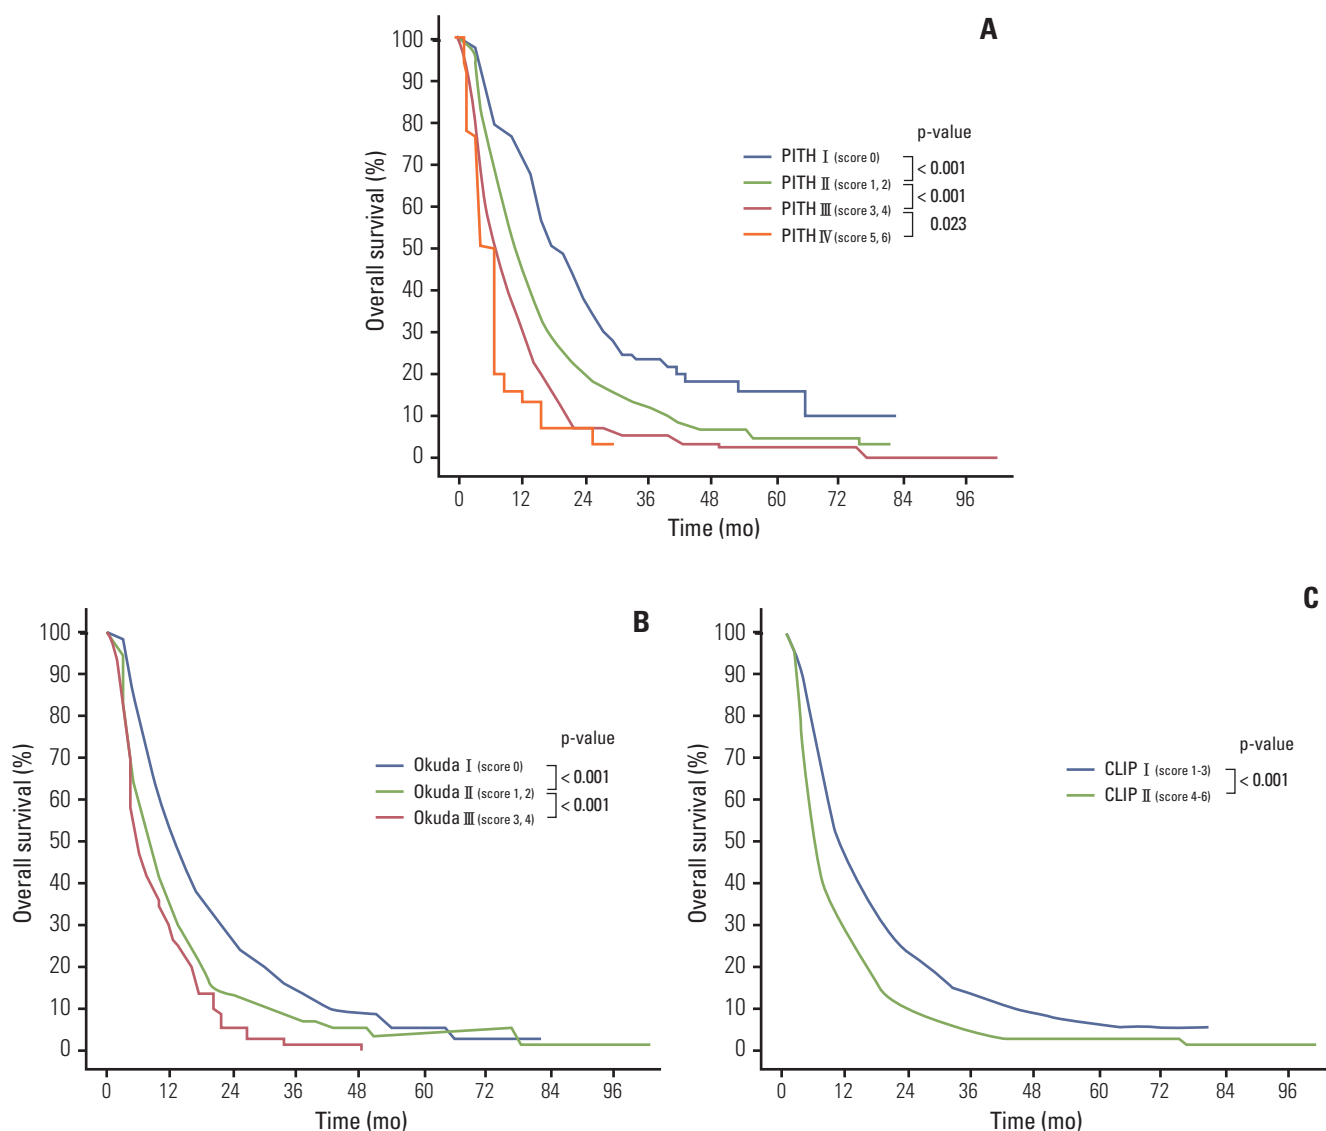 A
100
90
80
70
60
50
40
30
20
10
0
Overall survival (%)
p-value
PITH Ⅰ (score 0)
PITH Ⅱ (score 1, 2)
PITH Ⅲ (score 3, 4)
PITH Ⅳ (score 5, 6)
< 0.001
< 0.001
0.023
0 12 24 36 48 60 72 84 96
Time (mo)
B
100
90
80
70
60
50
40
30
20
10
0
Overall survival (%)
p-value
Okuda Ⅰ (score 0)
Okuda Ⅱ (score 1, 2)
Okuda Ⅲ (score 3, 4)
< 0.001
< 0.001
0 12 24 36 48 60 72 84 96
Time (mo)
C
100
90
80
70
60
50
40
30
20
10
0
Overall survival (%)
p-value
CLIP Ⅰ (score 1-3)
CLIP Ⅱ (score 4-6)
< 0.001
0 12 24 36 48 60 72 84 96
Time (mo)